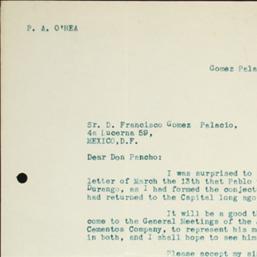 P. A. O'HEA
Gomez Pala
Sr. D. Francisco Gomez Palacio,
4a Lucerna 59,
MEXICO,D.F.
Dear Don Pancho:
I was surprised to
letter of March the 13th that Pablo
Durango, as I had formed the conject
had returned to the Capital long ago
It will be a good t
come to the General Meetings of the
Cementos Company, to represent his m
in both, and I shall hope to see him
Please accept my si